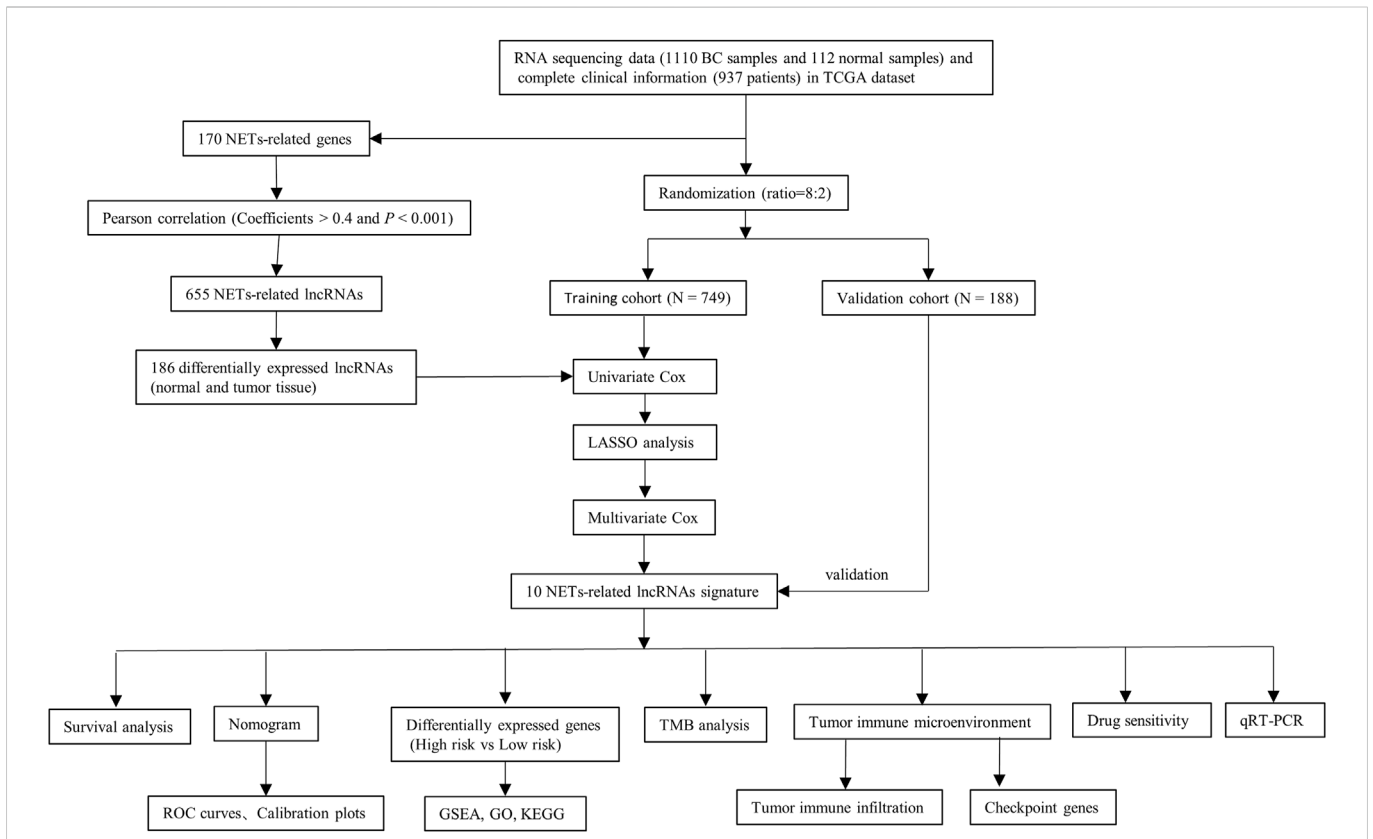 RNA sequencing data (1110 BC samples and 112 normal samples) and
complete clinical information (937 patients) in TCGA dataset
170 NETs-related genes
Randomization (ratio=8:2)
Pearson correlation (Coefficients > 0.4 and P < 0.001)
655 NETs-related lncRNAs
Training cohort (N = 749)
Validation cohort (N = 188)
186 differentially expressed lncRNAs
(normal and tumor tissue)
Univariate Cox
LASSO analysis
Multivariate Cox
validation
10 NETs-related lncRNAs signature
Survival analysis
Nomogram
Differentially expressed genes
(High risk vs Low risk)
TMB analysis
Tumor immune microenvironment
Drug sensitivity
qRT-PCR
ROC curves、Calibration plots
GSEA, GO, KEGG
Tumor immune infiltration
Checkpoint genes